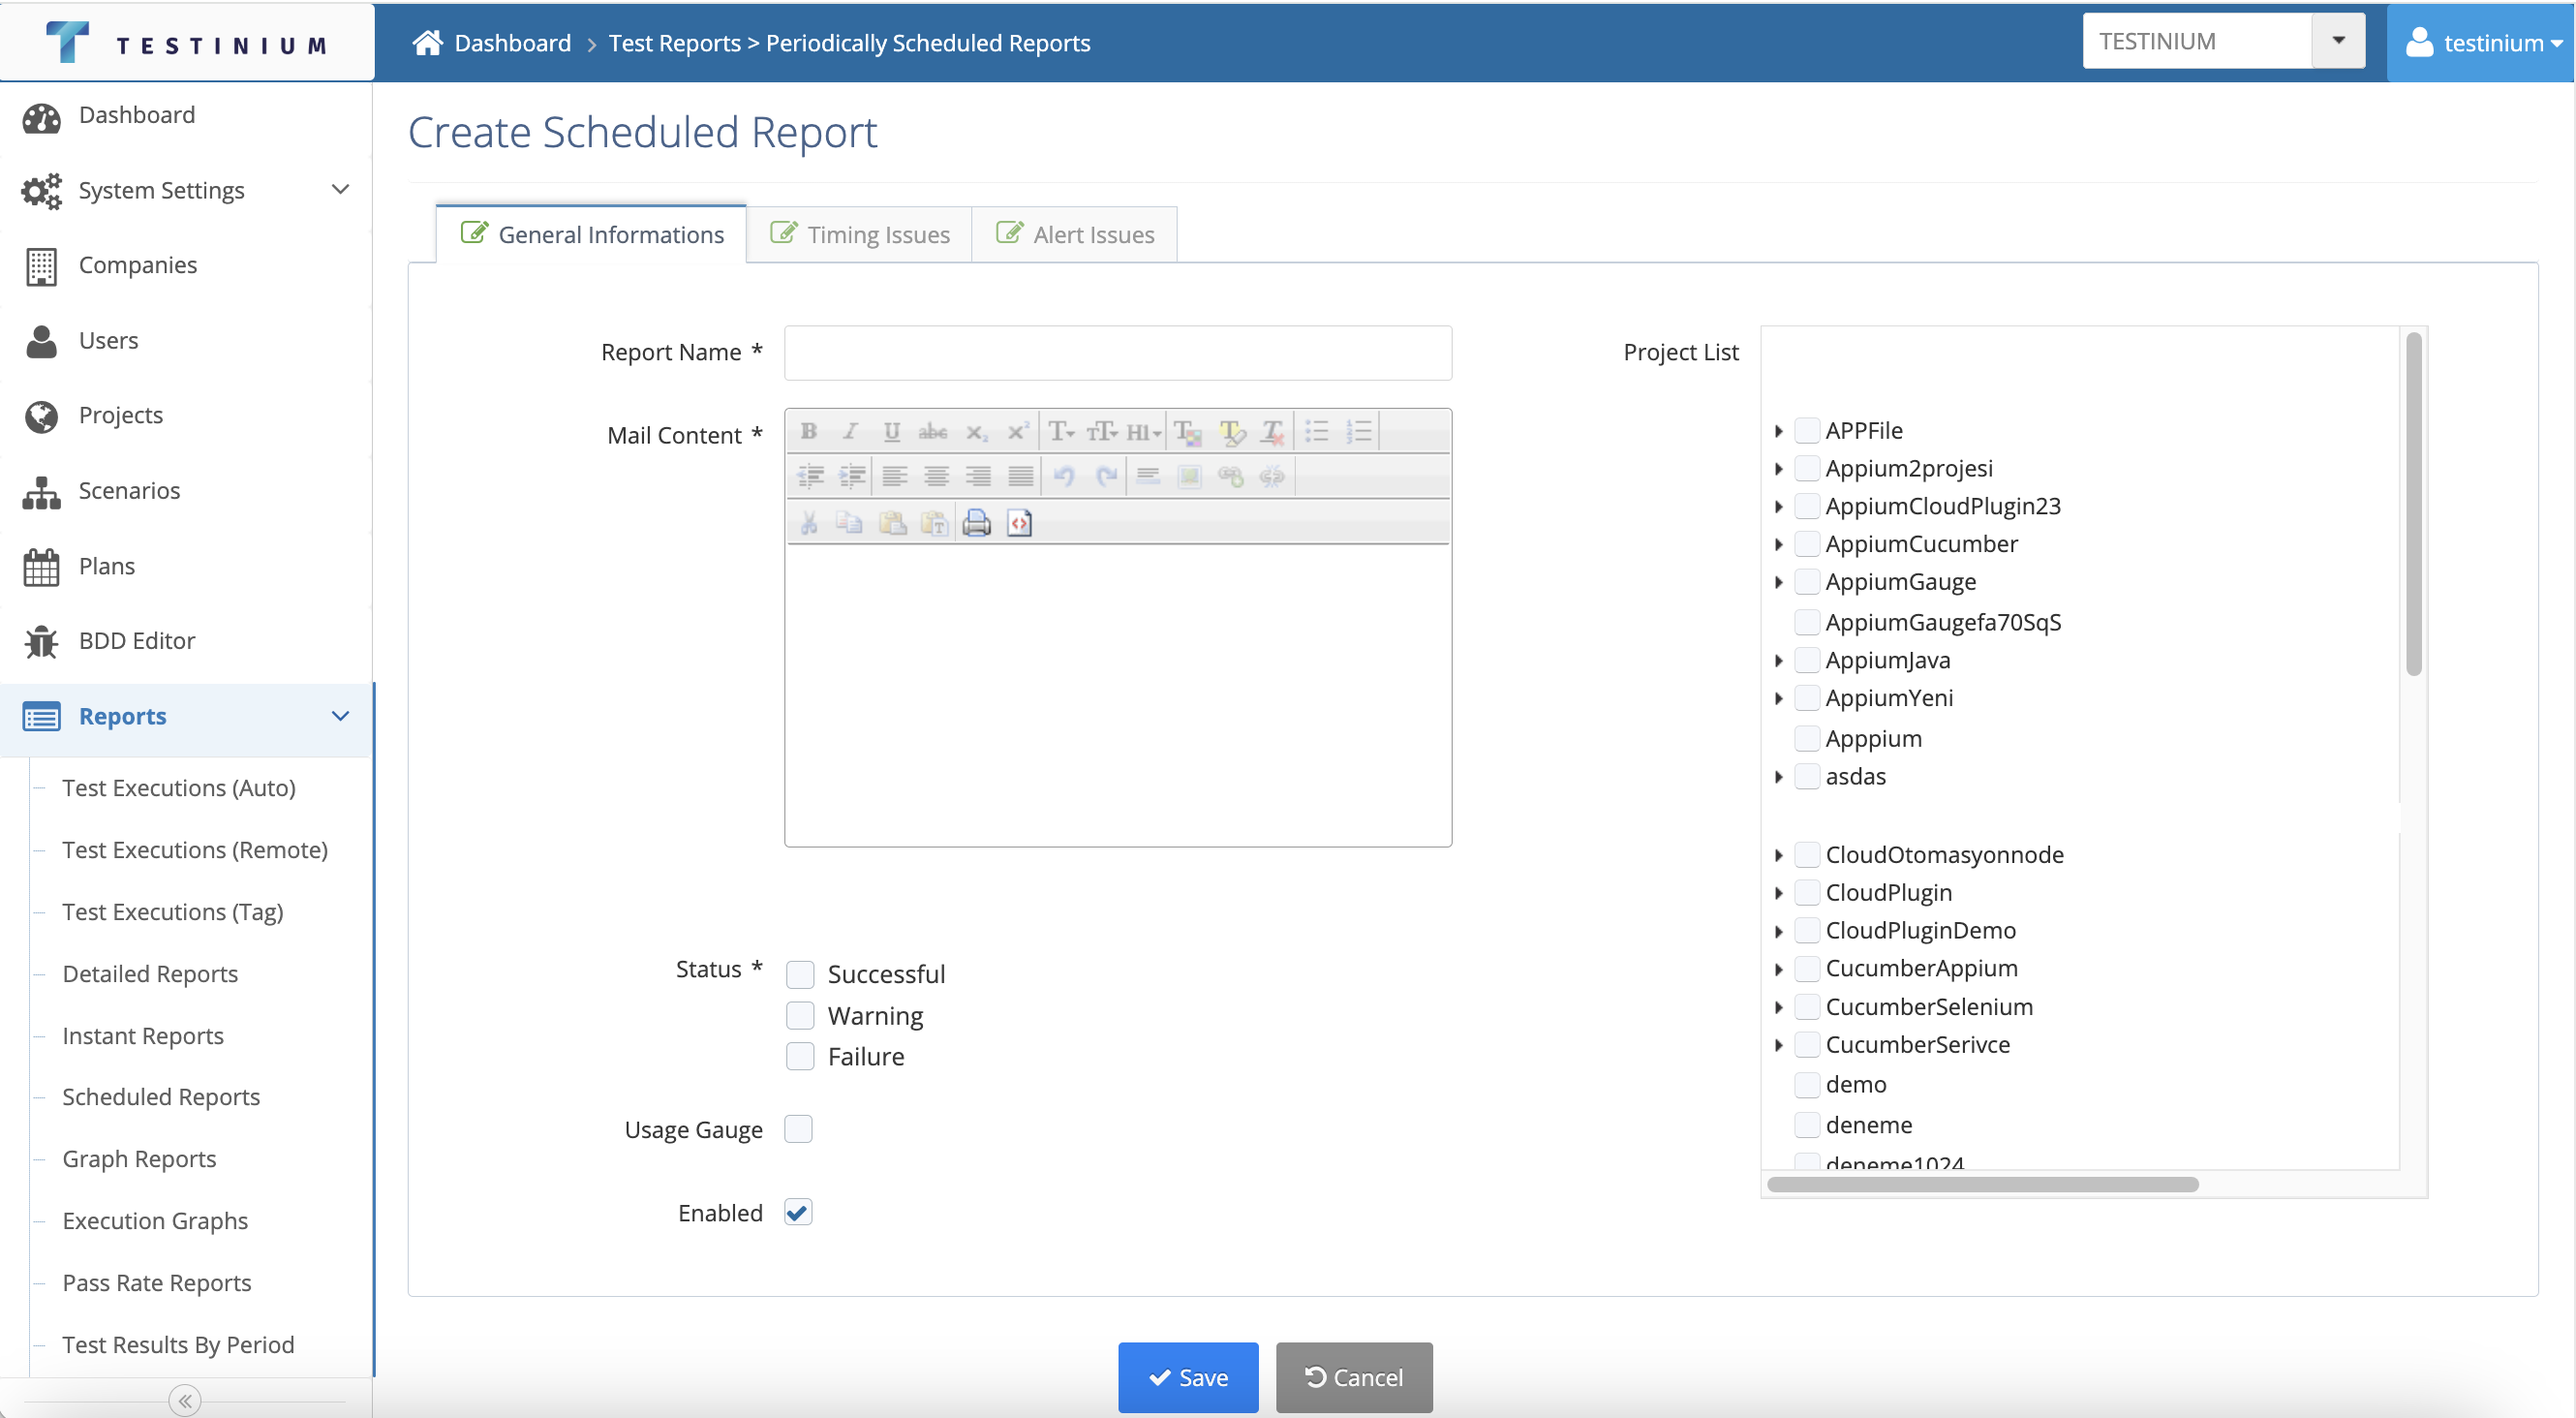 TESTINIUM
Dashboard > Test Reports > Periodically Scheduled Reports
TESTINIUM
testinium
Dashboard
System Settings
Companies
Users
Projects
Scenarios
Plans
BDD Editor
Reports
Test Executions (Auto)
Test Executions (Remote)
Test Executions (Tag)
Detailed Reports
Instant Reports
Scheduled Reports
Graph Reports
Execution Graphs
Pass Rate Reports
Test Results By Period
Create Scheduled Report
General Informations
Timing Issues
Alert Issues
Report Name *
Mail Content *
Status *
Successful
Warning
Failure
Usage Gauge
Enabled
Project List
APPFile
Appium2projesi
AppiumCloudPlugin23
AppiumCucumber
AppiumGauge
AppiumGaugefa70SqS
AppiumJava
AppiumYeni
Apppium
asdas
CloudOtomasyonnode
CloudPlugin
CloudPluginDemo
CucumberAppium
CucumberSelenium
CucumberSerivce
demo
deneme
deneme1024
Save
Cancel